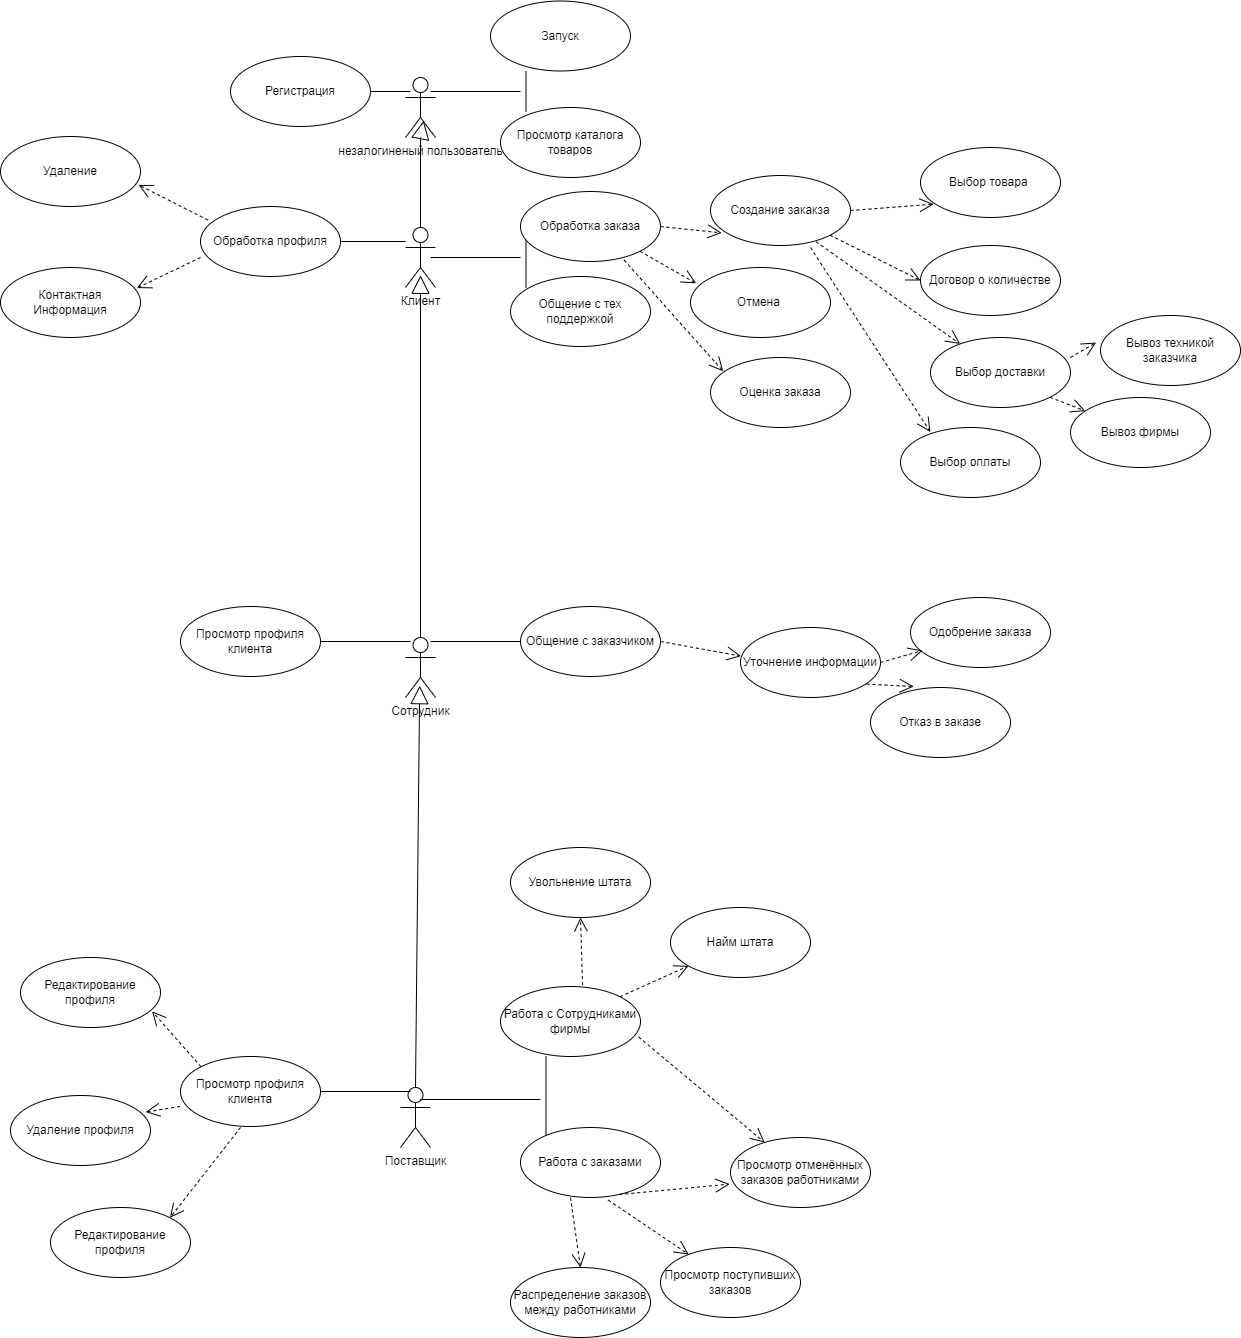 Запуск
Регистрация
Просмотр каталога
товаров
незалогиненый пользователь
Удаление
Обработка профиля
Контактная
Информация
Клиент
Обработка заказа
Общение с тех
поддержкой
Создание закакза
Отмена
Оценка заказа
Выбор товара
Договор о количестве
Выбор доставки
Вывоз техникой
заказчика
Вывоз фирмы
Выбор оплаты
Просмотр профиля
клиента
Сотрудник
Общение с заказчиком
Уточнение информации
Одобрение заказа
Отказ в заказе
Увольнение штата
Найм штата
Работа с Сотрудниками
фирмы
Редактирование
профиля
Просмотр профиля
клиента
Удаление профиля
Редактирование
профиля
Поставщик
Работа с заказами
Просмотр отменённых
заказов работниками
Просмотр поступивших
заказов
Распределение заказов
между работниками